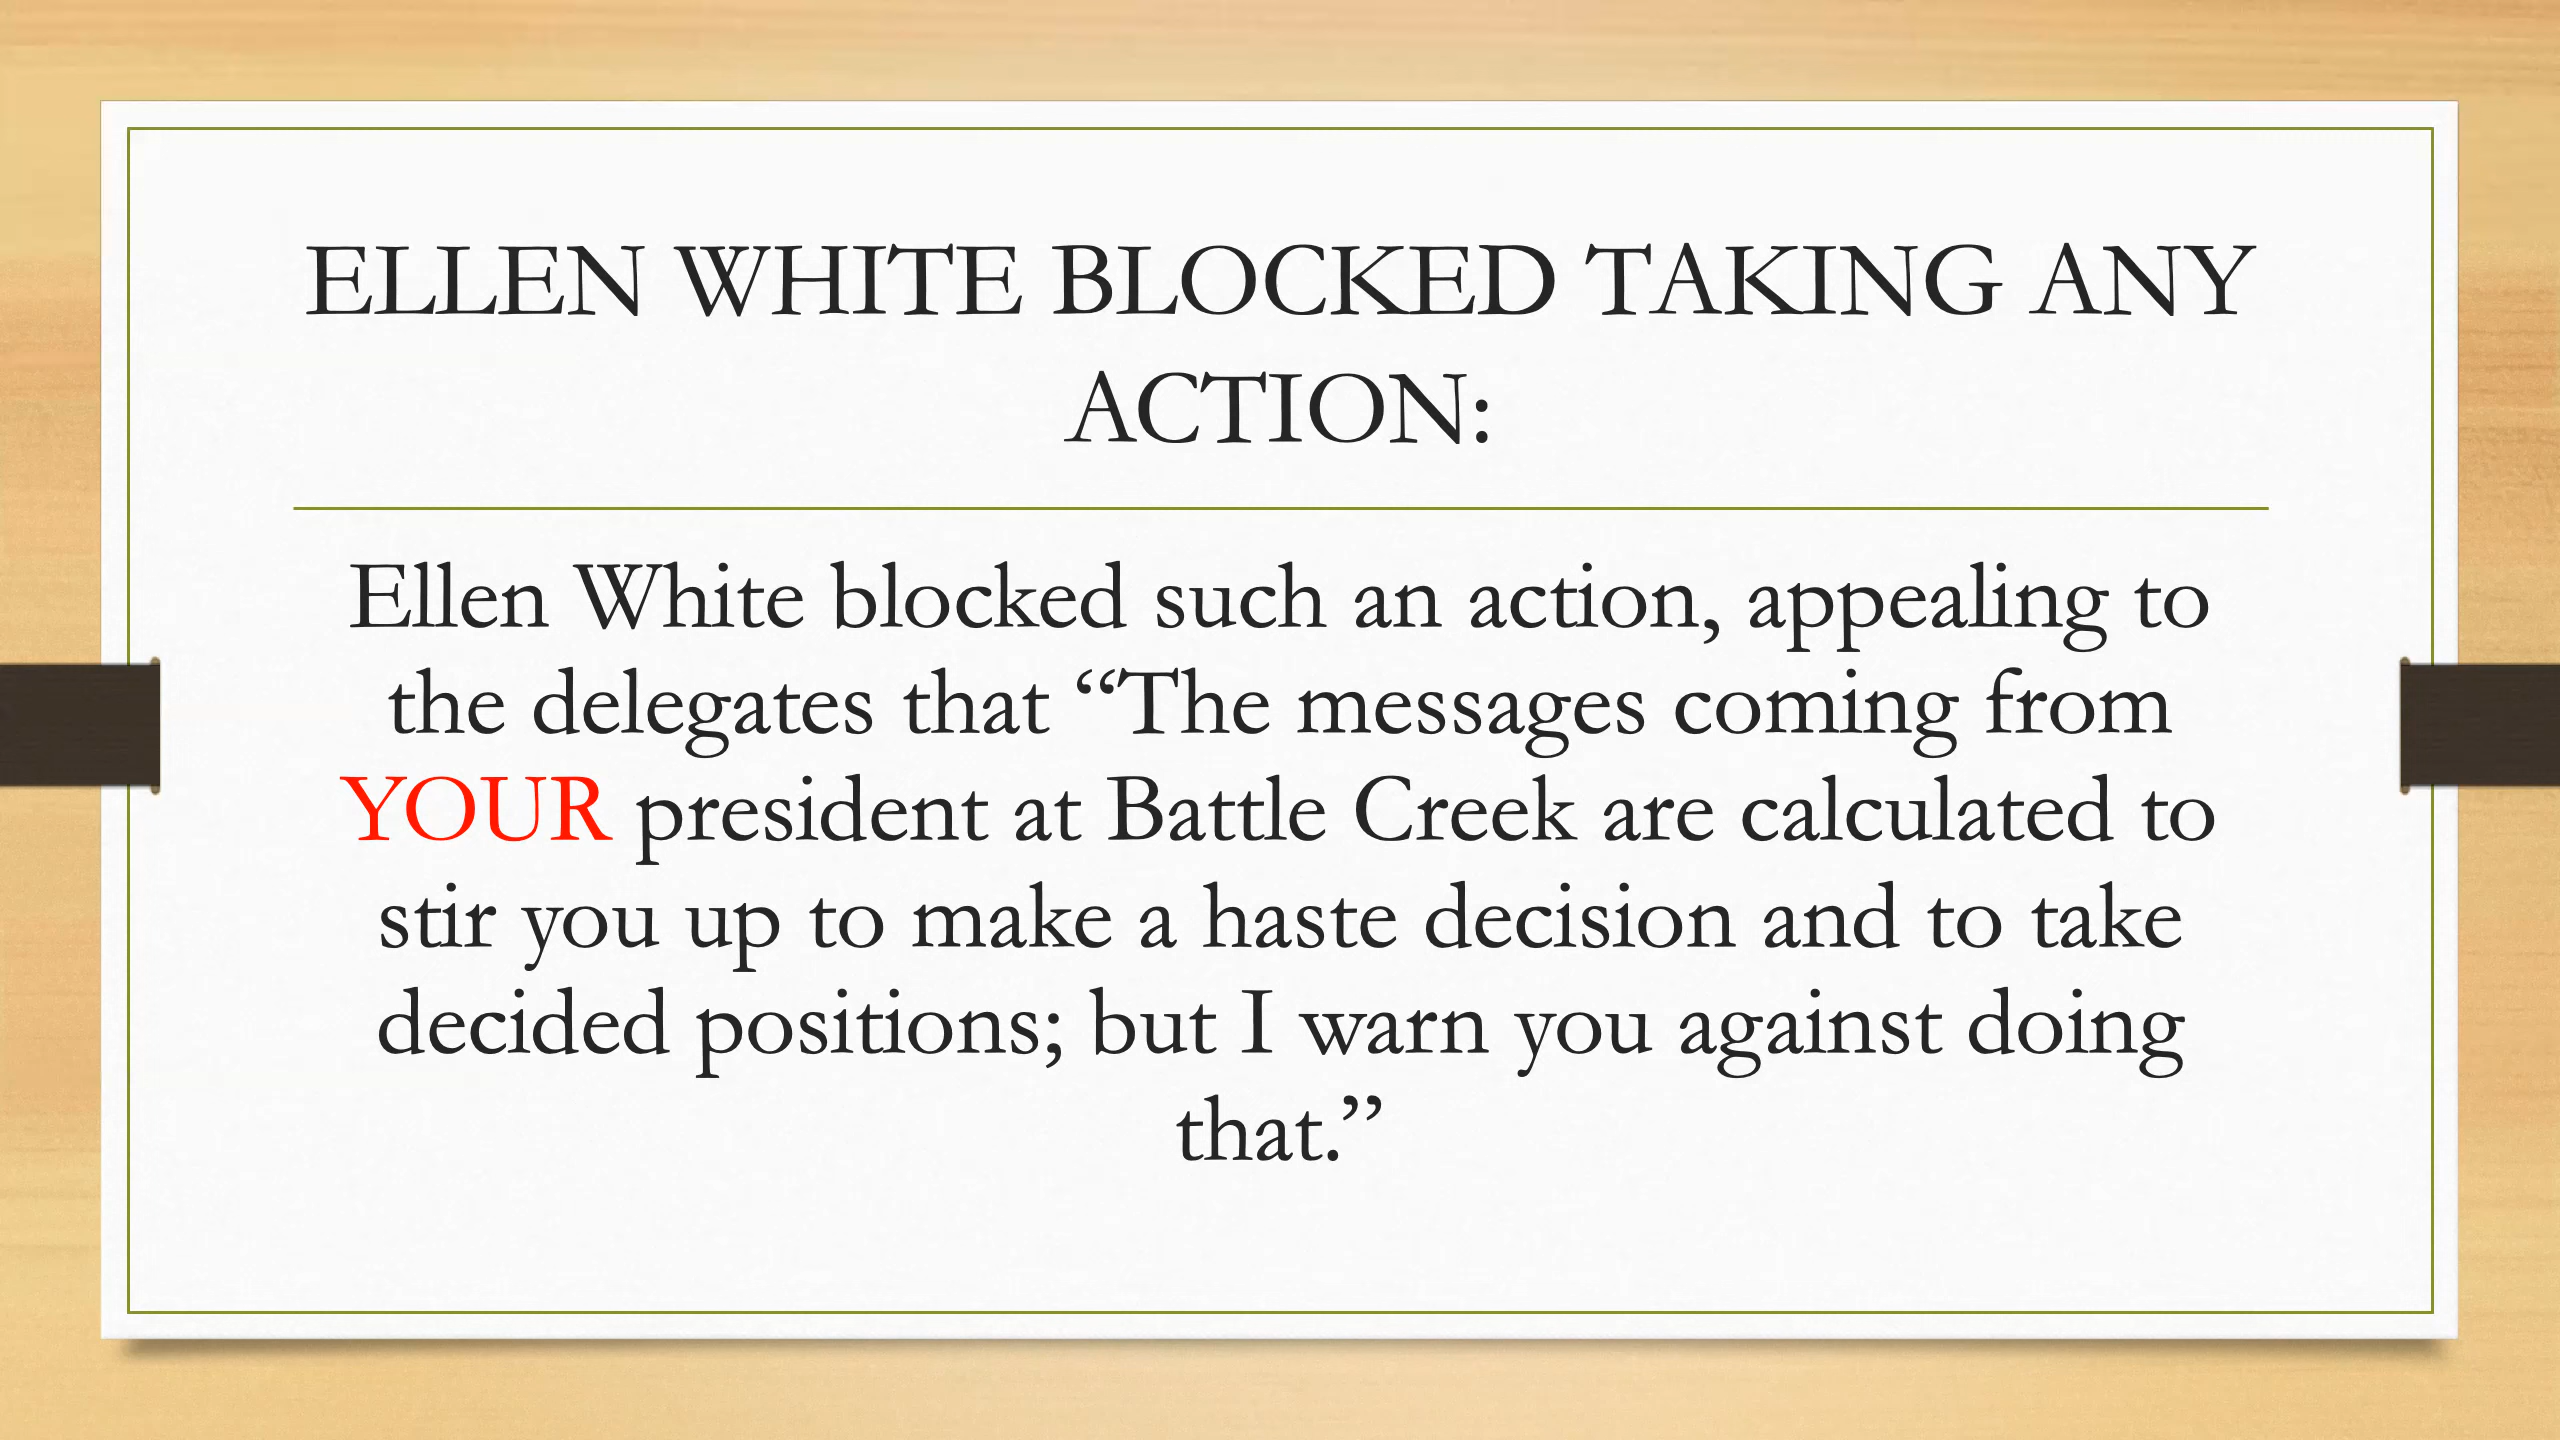 ELLEN WHITE BLOCKED TAKING ANY
ACTION:
Ellen White blocked such an action, appealing to
the delegates that “The messages coming from
YOUR president at Battle Creek are calculated to
stir you up to make a haste decision and to take
decided positions; but I warn you against doing
that.”